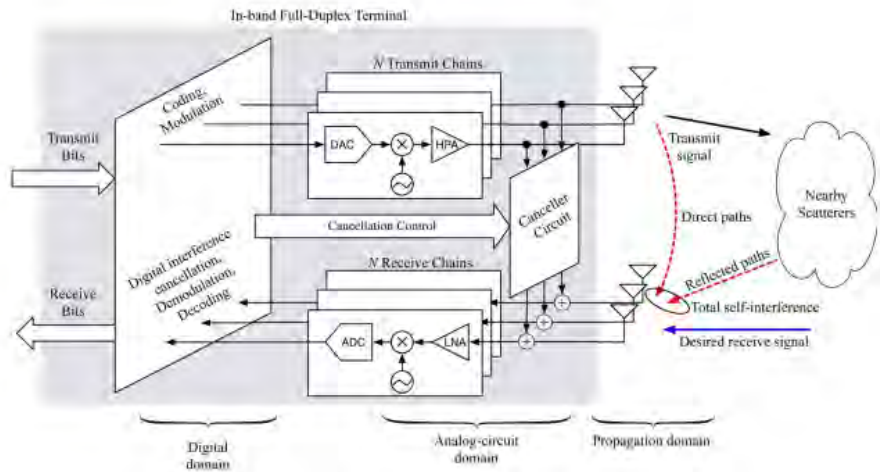 In-band Full-Duplex Terminal
N Transmit Chains
Coding,
Modulation
Transmit
Bits
DAC
HPA
Transmit
signal
Nearby
Scatterers
Direct paths
Canceller
Circuit
Cancellation Control
Digital interference
cancellation,
Demodulation,
Decoding
N Receive Chains
Reflected paths
Receive
Bits
Total self-interference
ADC
LNA
Desired receive signal
Digital
domain
Analog-circuit
domain
Propagation domain